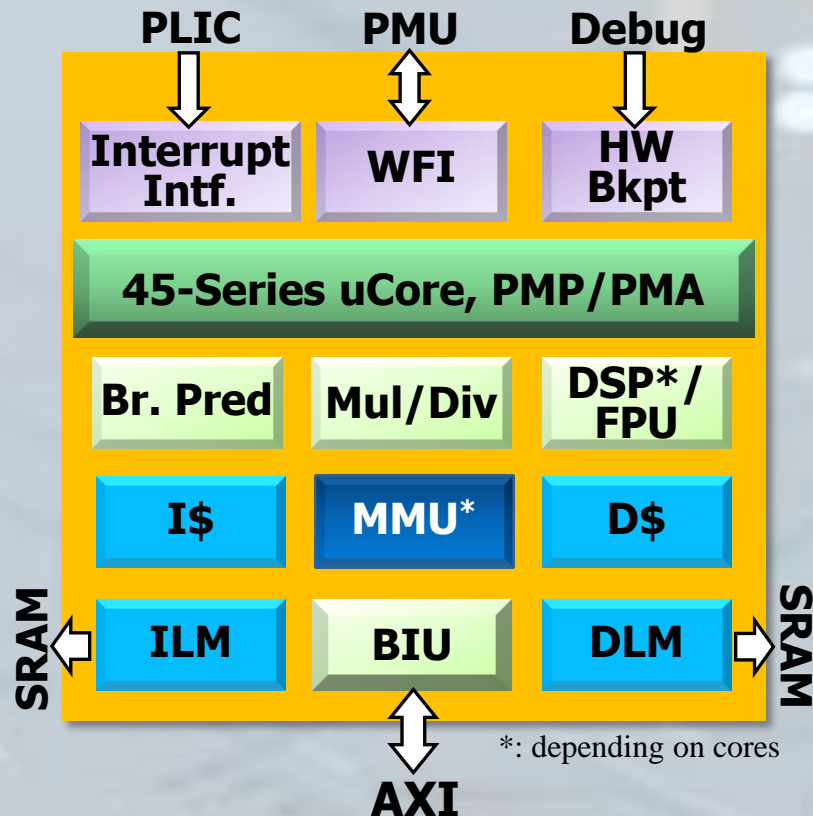 PLIC
PMU
Debug
Interrupt
Intf.
WFI
HW
Bkpt
45-Series uCore, PMP/PMA
Br. Pred
Mul/Div
DSP*/
FPU
I$
MMU*
D$
SRAM
ILM
BIU
DLM
SRAM
*: depending on cores
AXI